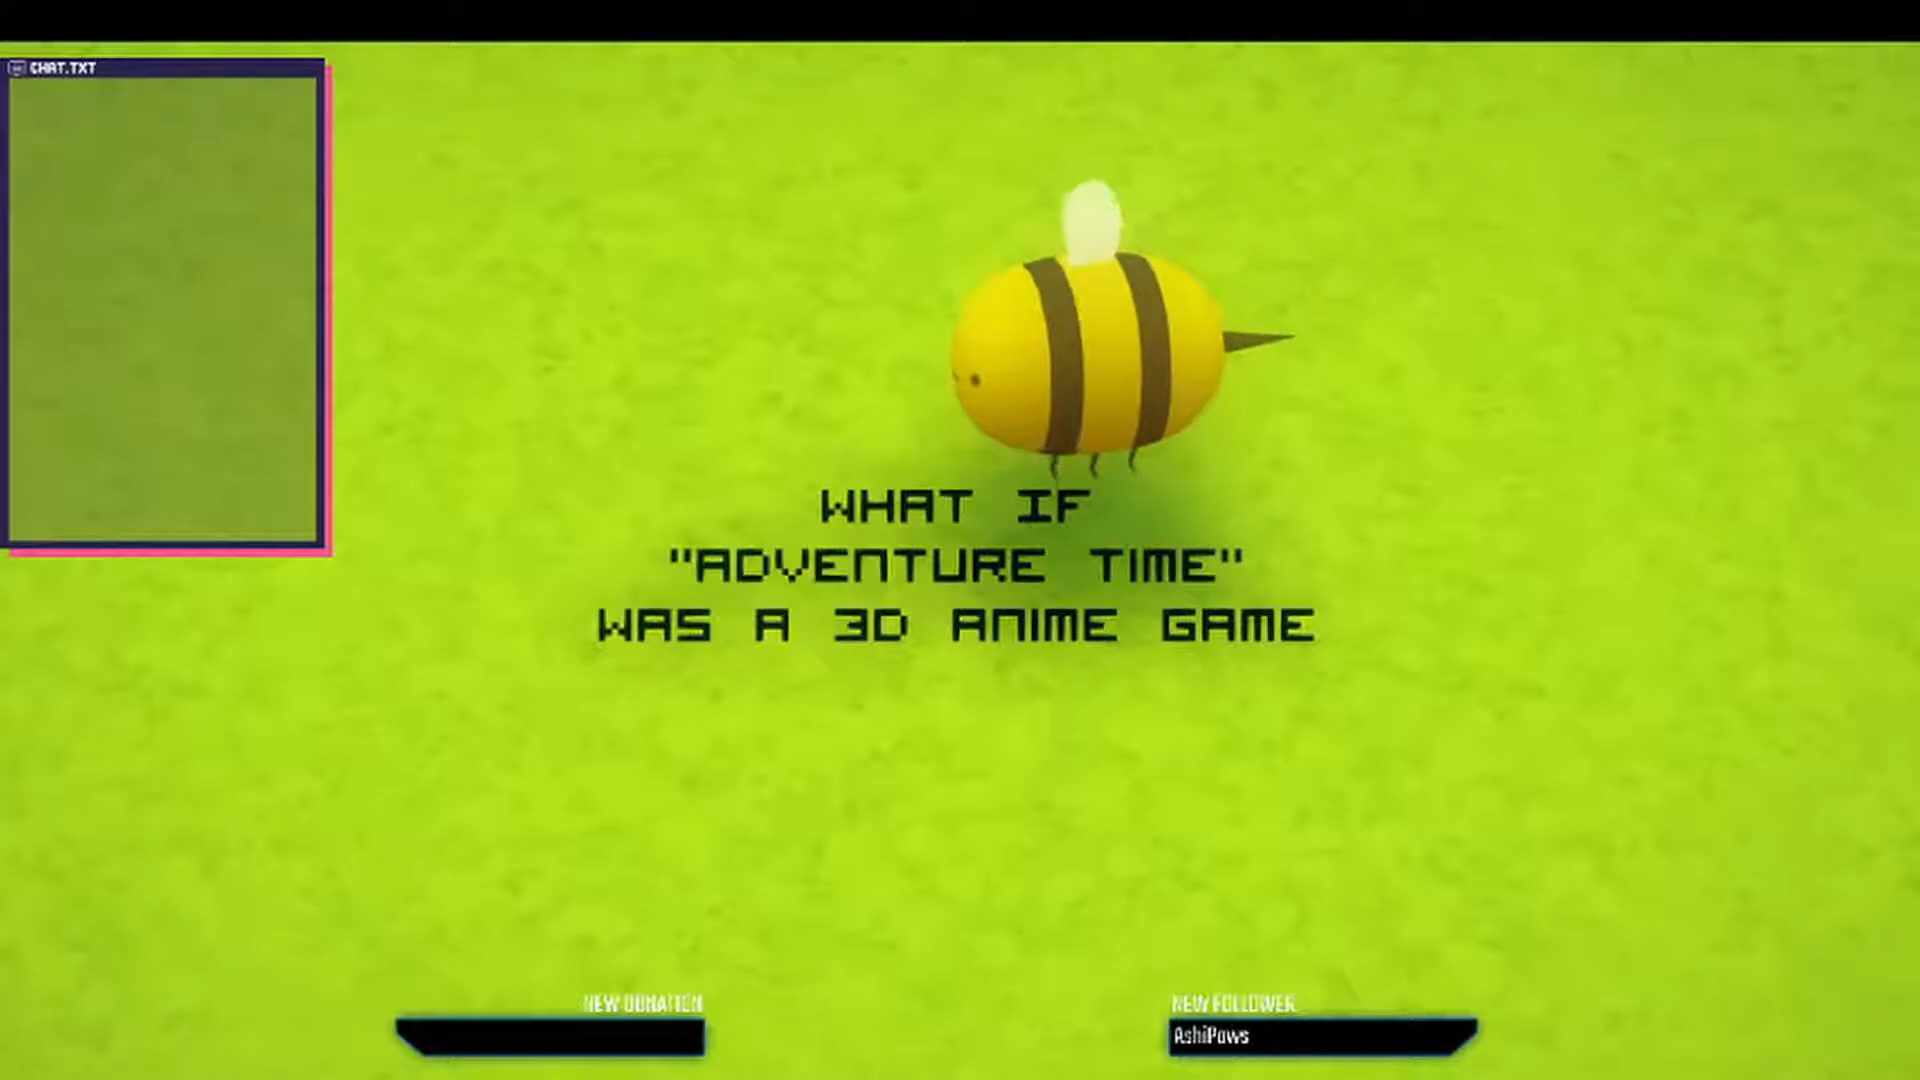 CHAT.TXT
WHAT IF
"ADVENTURE TIME"
WAS A 3D ANIME GAME
NEW DONATION
NEW FOLLOWER
AshiPaws